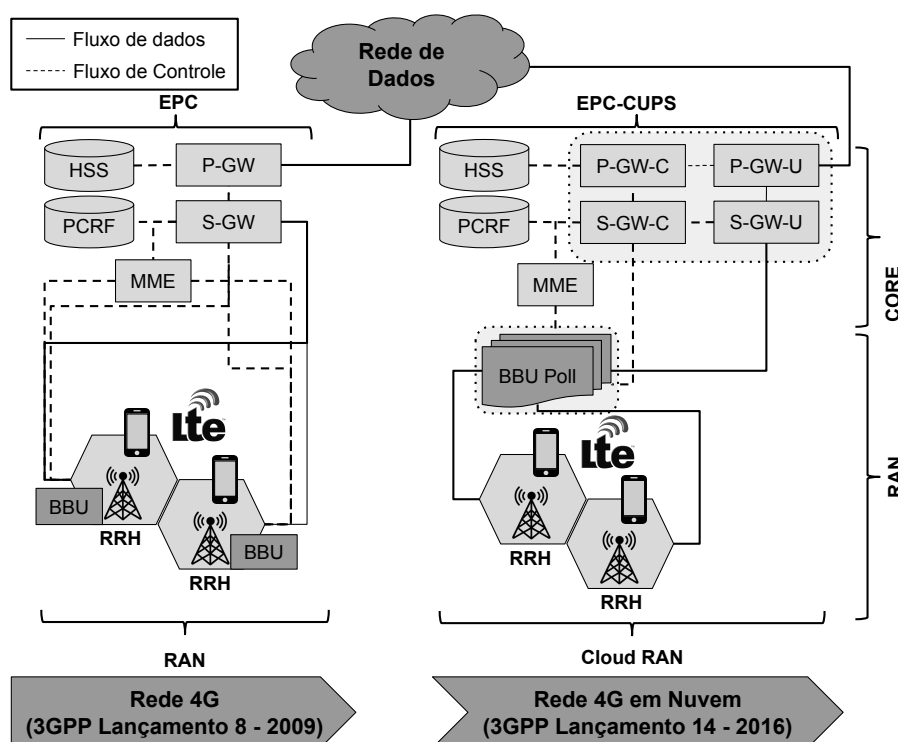 Fluxo de dados
Fluxo de Controle
Rede de
Dados
EPC
HSS
P-GW
PCRF
S-GW
MME
Lte
BBU
RRH
BBU
RRH
RAN
Rede 4G
(3GPP Lançamento 8 - 2009)
EPC-CUPS
HSS
P-GW-C
P-GW-U
PCRF
S-GW-C
S-GW-U
MME
CORE
BBU Poll
Lte
RAN
RRH
RRH
Cloud RAN
Rede 4G em Nuvem
(3GPP Lançamento 14 - 2016)